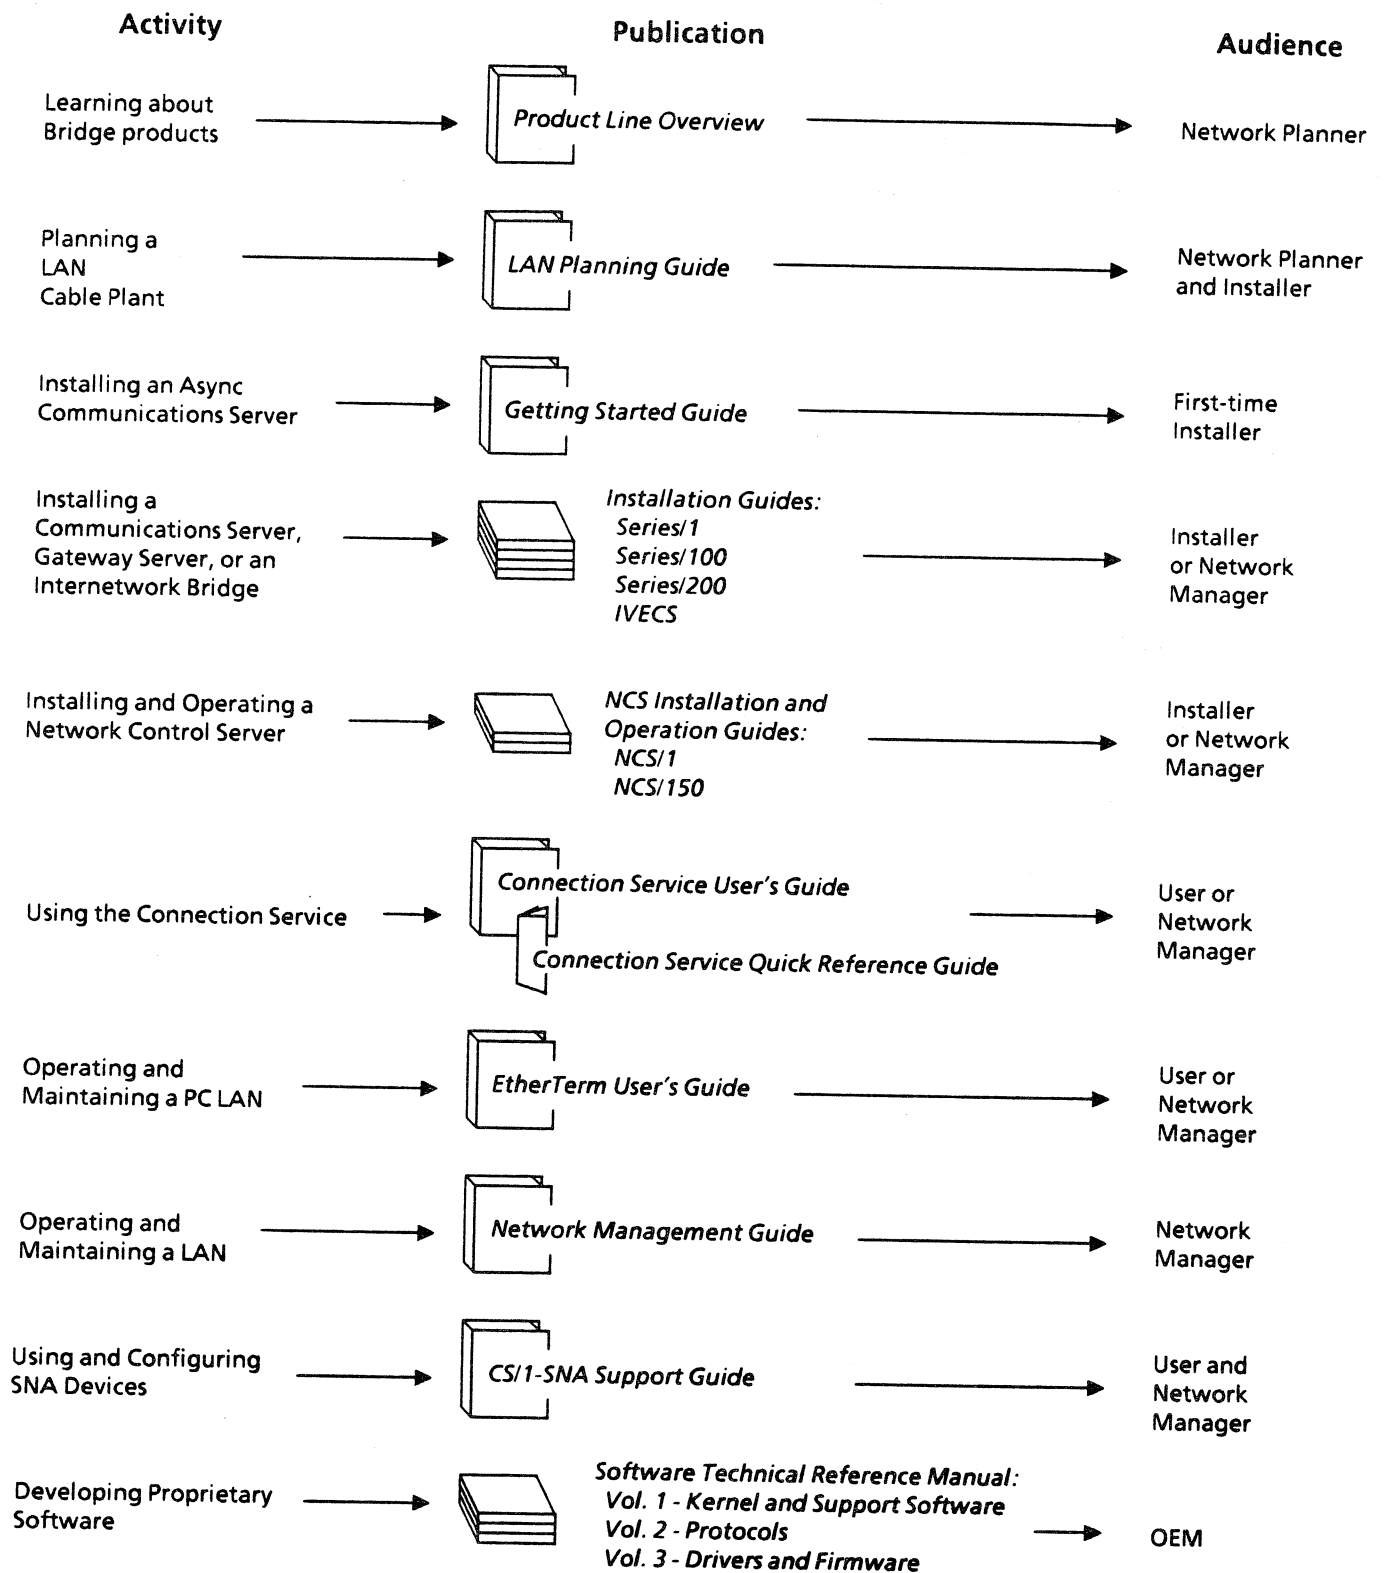 Activity
Publication
Audience
Learning about
Bridge products
Product Line Overview
Network Planner
Planning a
LAN
Cable Plant
LAN Planning Guide
Network Planner
and Installer
Installing an Async
Communications Server
Getting Started Guide
First-time
Installer
Installing a
Communications Server,
Gateway Server, or an
Internetwork Bridge
Installation Guides:
Series/1
Series/100
Series/200
IVECS
Installer
or Network
Manager
Installing and Operating a
Network Control Server
NCS Installation and
Operation Guides:
NCS/1
NCS/150
Installer
or Network
Manager
Using the Connection Service
Connection Service User's Guide
Connection Service Quick Reference Guide
User or
Network
Manager
Operating and
Maintaining a PC LAN
EtherTerm User's Guide
User or
Network
Manager
Operating and
Maintaining a LAN
Network Management Guide
Network
Manager
Using and Configuring
SNA Devices
CS/1-SNA Support Guide
User and
Network
Manager
Developing Proprietary
Software
Software Technical Reference Manual:
Vol. 1 - Kernel and Support Software
Vol. 2 - Protocols
Vol. 3 - Drivers and Firmware
OEM